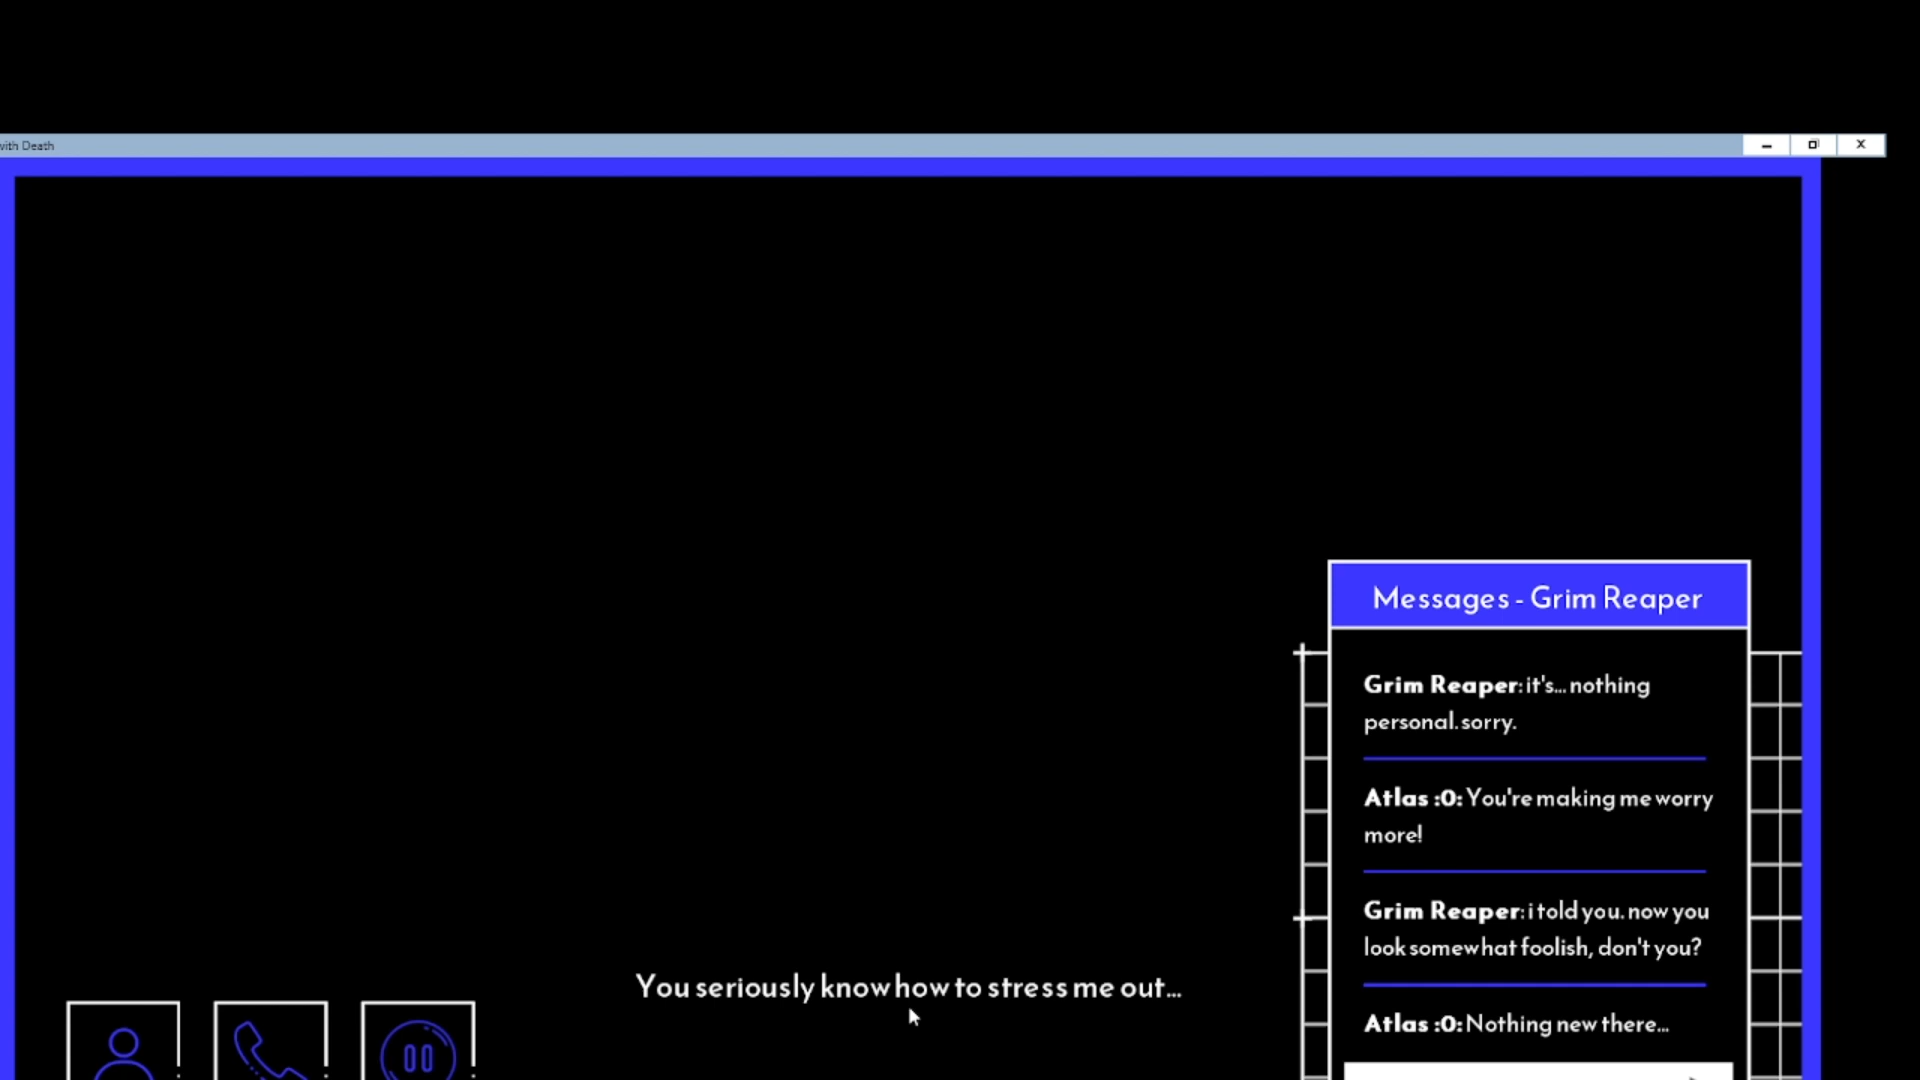 with Death
Messages - Grim Reaper
Grim Reaper: it's... nothing
personal. sorry.
Atlas :0: You're making me worry
more!
Grim Reaper: i told you. now you
look somewhat foolish, don't you?
Atlas :0: Nothing new there...
You seriously know how to stress me out...